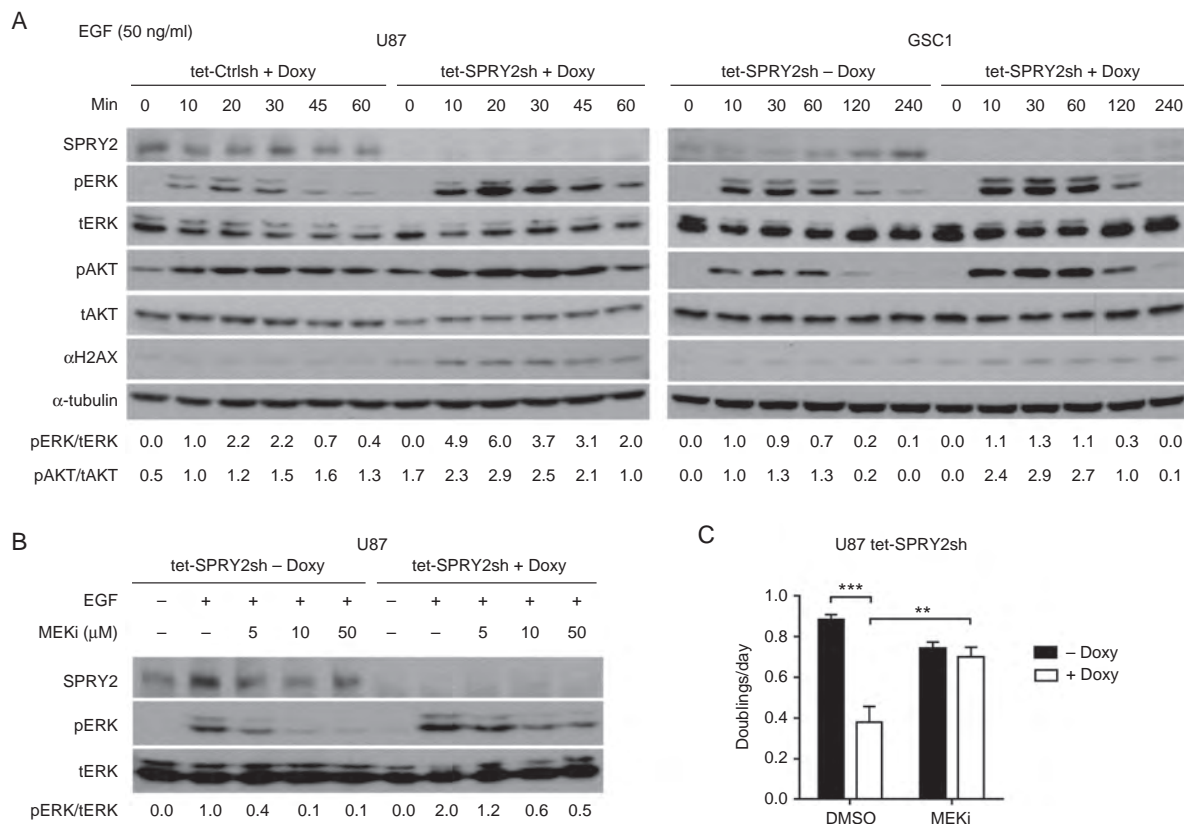 A
EGF (50 ng/ml)
U87
GSC1
tet-Ctrlsh + Doxy tet-SPRY2sh + Doxy tet-SPRY2sh – Doxy tet-SPRY2sh + Doxy
Min 0 10 20 30 45 60 0 10 20 30 45 60 0 10 30 60 120 240 0 10 30 60 120 240
SPRY2
pERK
tERK
pAKT
tAKT
αH2AX
α-tubulin
pERK/tERK 0.0 1.0 2.2 2.2 0.7 0.4 0.0 4.9 6.0 3.7 3.1 2.0 0.0 1.0 0.9 0.7 0.2 0.1 0.0 1.1 1.3 1.1 0.3 0.0
pAKT/tAKT 0.5 1.0 1.2 1.5 1.6 1.3 1.7 2.3 2.9 2.5 2.1 1.0 0.0 1.0 1.3 1.3 0.2 0.0 0.0 2.4 2.9 2.7 1.0 0.1
B
U87
tet-SPRY2sh – Doxy tet-SPRY2sh + Doxy
EGF – + + + + – + + + +
MEKi (μM) – – 5 10 50 – – 5 10 50
SPRY2
pERK
tERK
pERK/tERK 0.0 1.0 0.4 0.1 0.1 0.0 2.0 1.2 0.6 0.5
C
U87 tet-SPRY2sh
Doublings/day
1.0
0.8
0.6
0.4
0.2
0.0
***
**
DMSO MEKi
– Doxy
+ Doxy